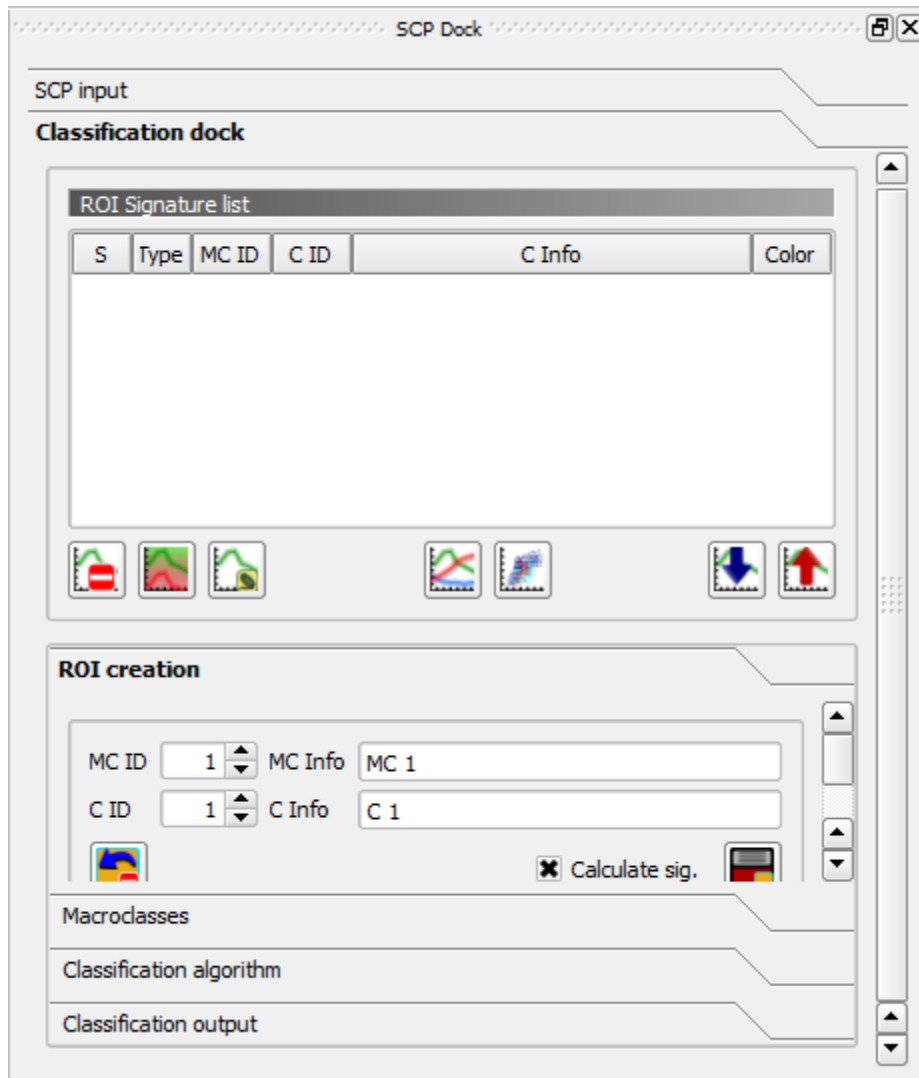 SCP Dock
SCP input
Classification dock
ROI Signature list
S Type MC ID C ID C Info Color
ROI creation
MC ID 1 MC Info MC 1
C ID 1 C Info C 1
Calculate sig.
Macroclasses
Classification algorithm
Classification output